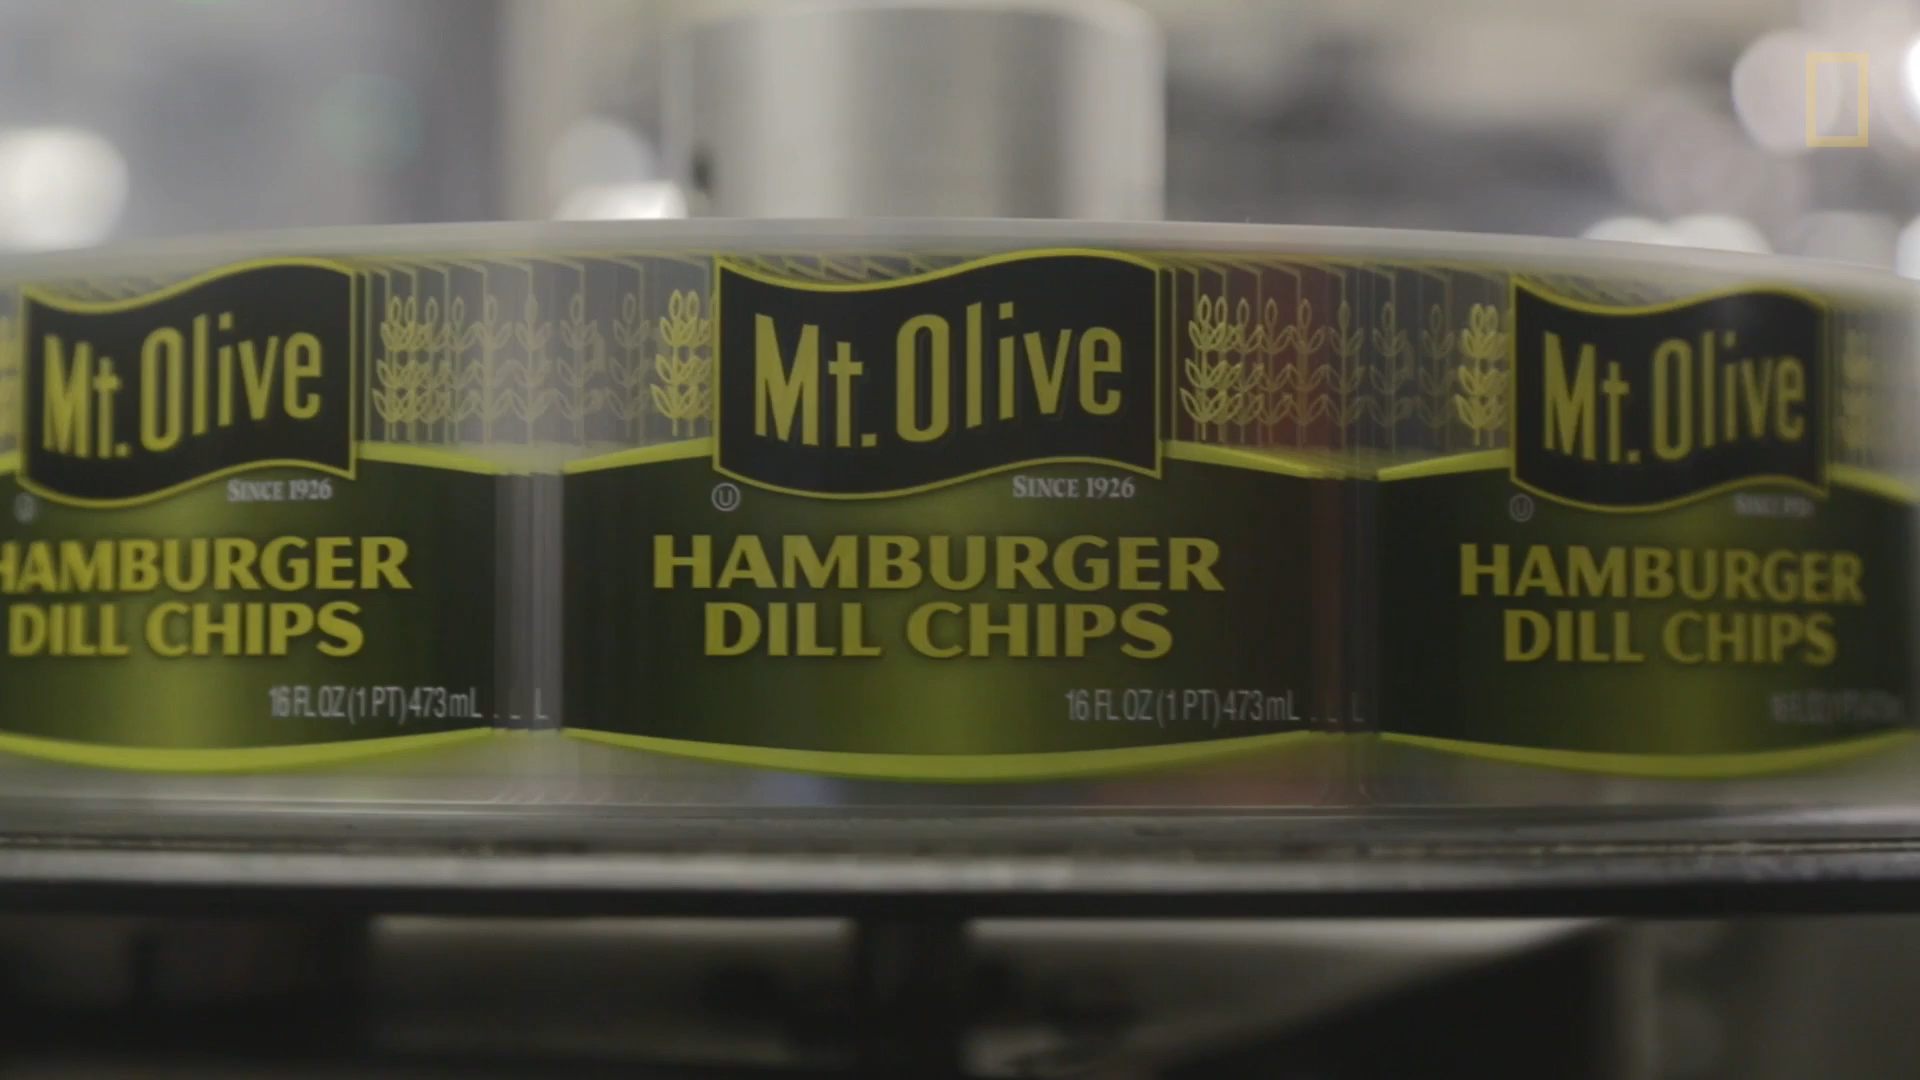 Mt. Olive
SINCE 1926
HAMBURGER
DILL CHIPS
16 FL OZ (1 PT) 473 mL
Mt. Olive
U
SINCE 1926
HAMBURGER
DILL CHIPS
16 FL OZ (1 PT) 473 mL
Mt. Olive
U
HAMBURGER
DILL CHIPS